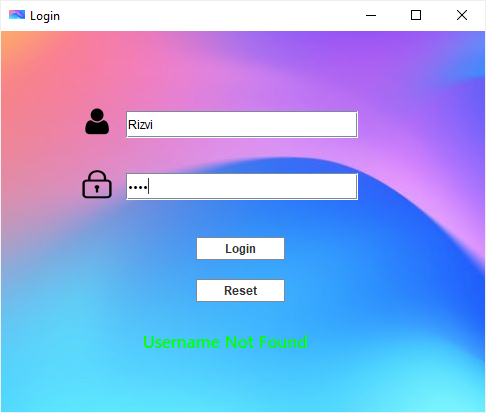 Login
Rizvi
••••
Login
Reset
Username Not Found